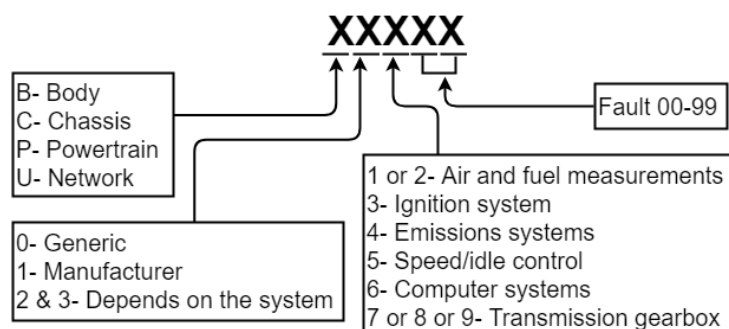 XXXXX
B- Body
C- Chassis
P- Powertrain
U- Network
Fault 00-99
0- Generic
1- Manufacturer
2 & 3- Depends on the system
1 or 2- Air and fuel measurements
3- Ignition system
4- Emissions systems
5- Speed/idle control
6- Computer systems
7 or 8 or 9- Transmission gearbox